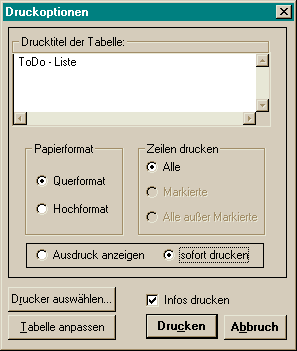 Druckoptionen
Drucktitel der Tabelle:
ToDo - Liste
Papierformat
Querformat
Hochformat
Zeilen drucken
Alle
Markierte
Alle außer Markierte
Ausdruck anzeigen sofort drucken
Drucker auswählen... Infos drucken
Tabelle anpassen Drucken Abbruch